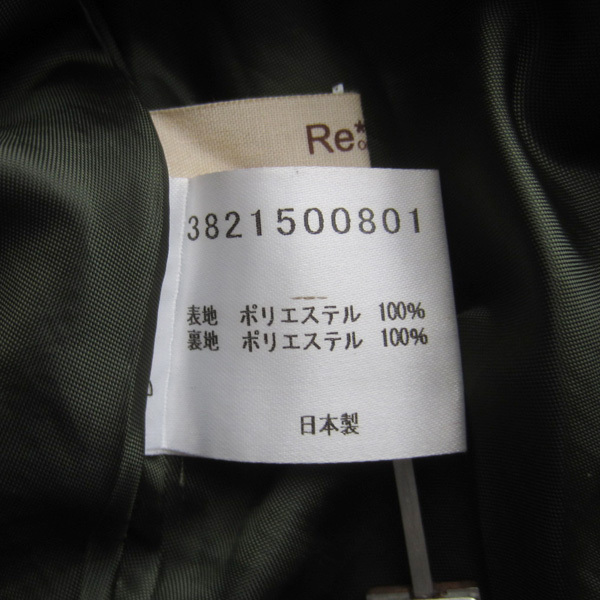 Re*
3821500801
表地 ポリエステル 100%
裏地 ポリエステル 100%
日本製